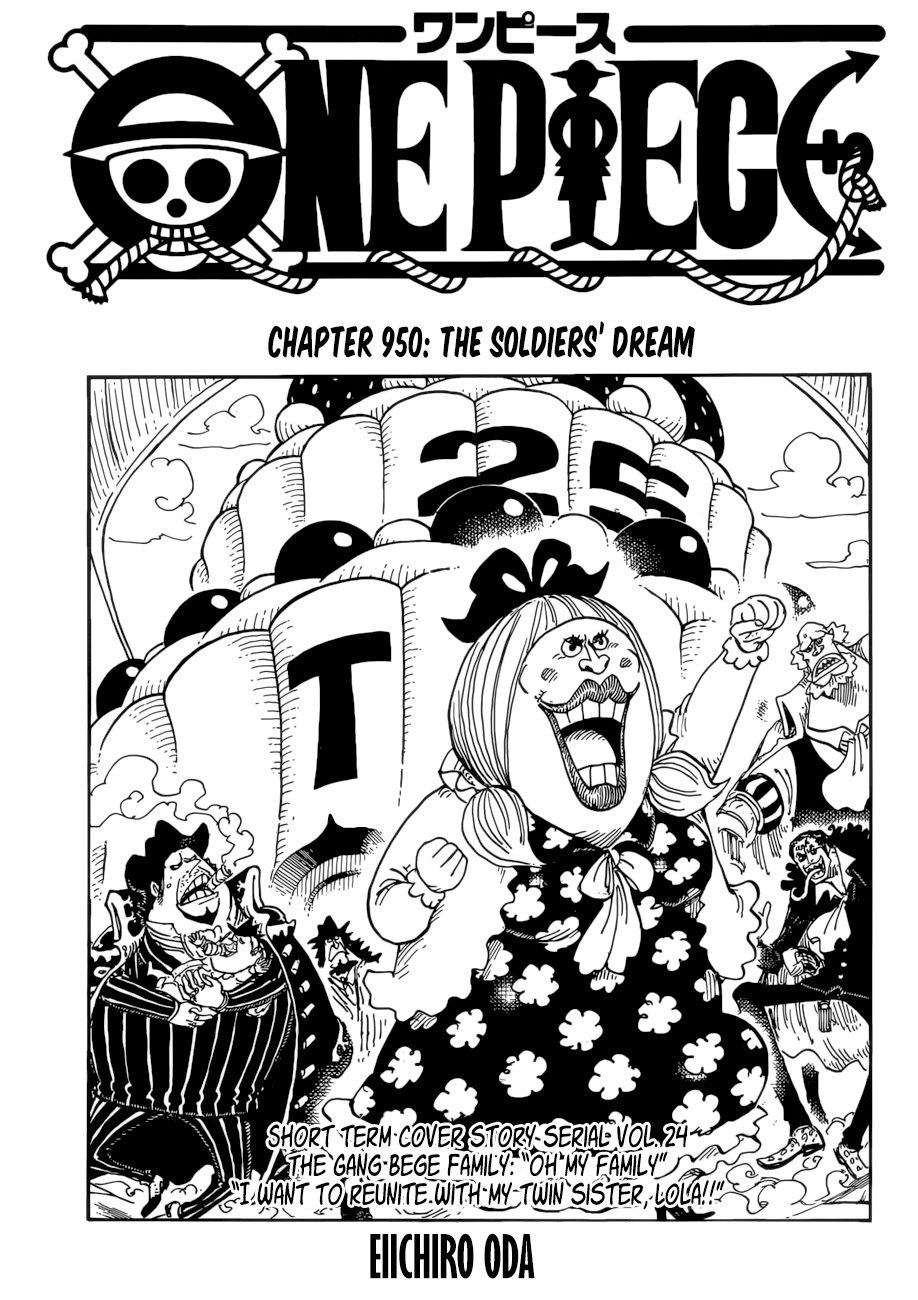 ワンピース
ONE PIECE
CHAPTER 950: THE SOLDIERS' DREAM
25
T
SHORT TERM COVER STORY SERIAL VOL. 24
THE GANG BEGE FAMILY: "OH MY FAMILY"
"I WANT TO REUNITE WITH MY TWIN SISTER, LOLA!!"
EIICHIRO ODA